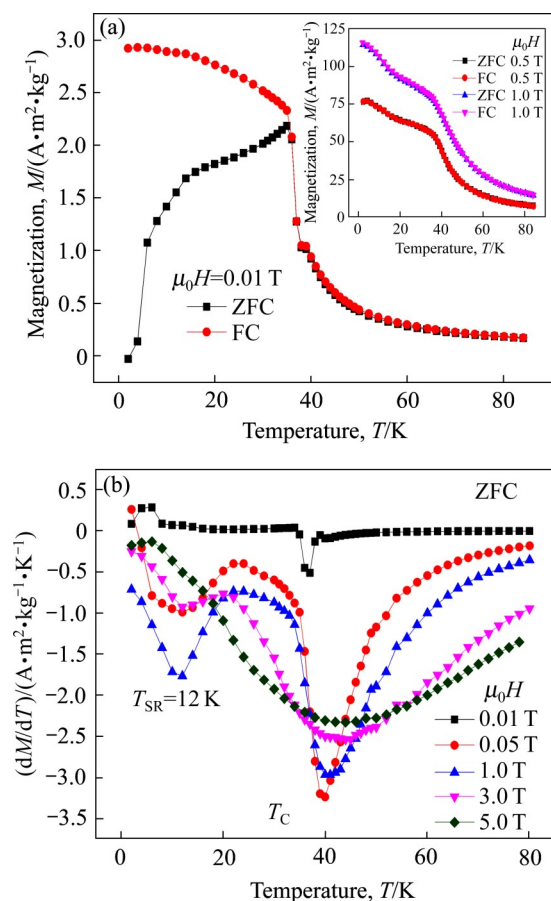 (a)
3.0
2.5
2.0
1.5
1.0
0.5
0
Magnetization, M/(A•m²•kg⁻¹)
μ₀H=0.01 T
ZFC
FC
0 20 40 60 80
Temperature, T/K
125
100
75
50
25
0
Magnetization, M/(A•m²•kg⁻¹)
μ₀H
ZFC 0.5 T
FC 0.5 T
ZFC 1.0 T
FC 1.0 T
0 20 40 60 80
Temperature, T/K
(b)
ZFC
0.5
0
−0.5
−1.0
−1.5
−2.0
−2.5
−3.0
−3.5
(dM/dT)/(A•m²•kg⁻¹•K⁻¹)
T_SR=12 K
T_C
μ₀H
0.01 T
0.05 T
1.0 T
3.0 T
5.0 T
0 20 40 60 80
Temperature, T/K